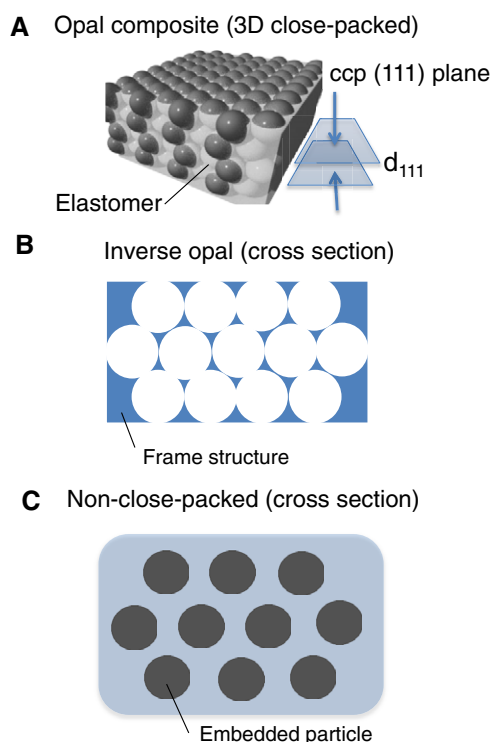 A Opal composite (3D close-packed)
ccp (111) plane
d111
Elastomer
B Inverse opal (cross section)
Frame structure
C Non-close-packed (cross section)
Embedded particle